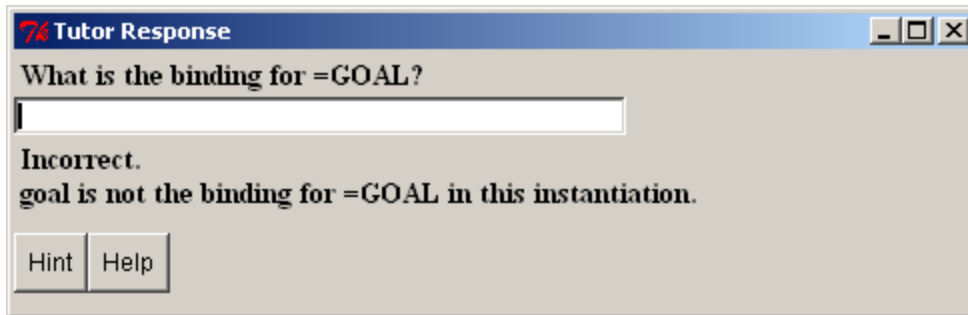 Tutor Response
What is the binding for =GOAL?
Incorrect.
goal is not the binding for =GOAL in this instantiation.
Hint Help